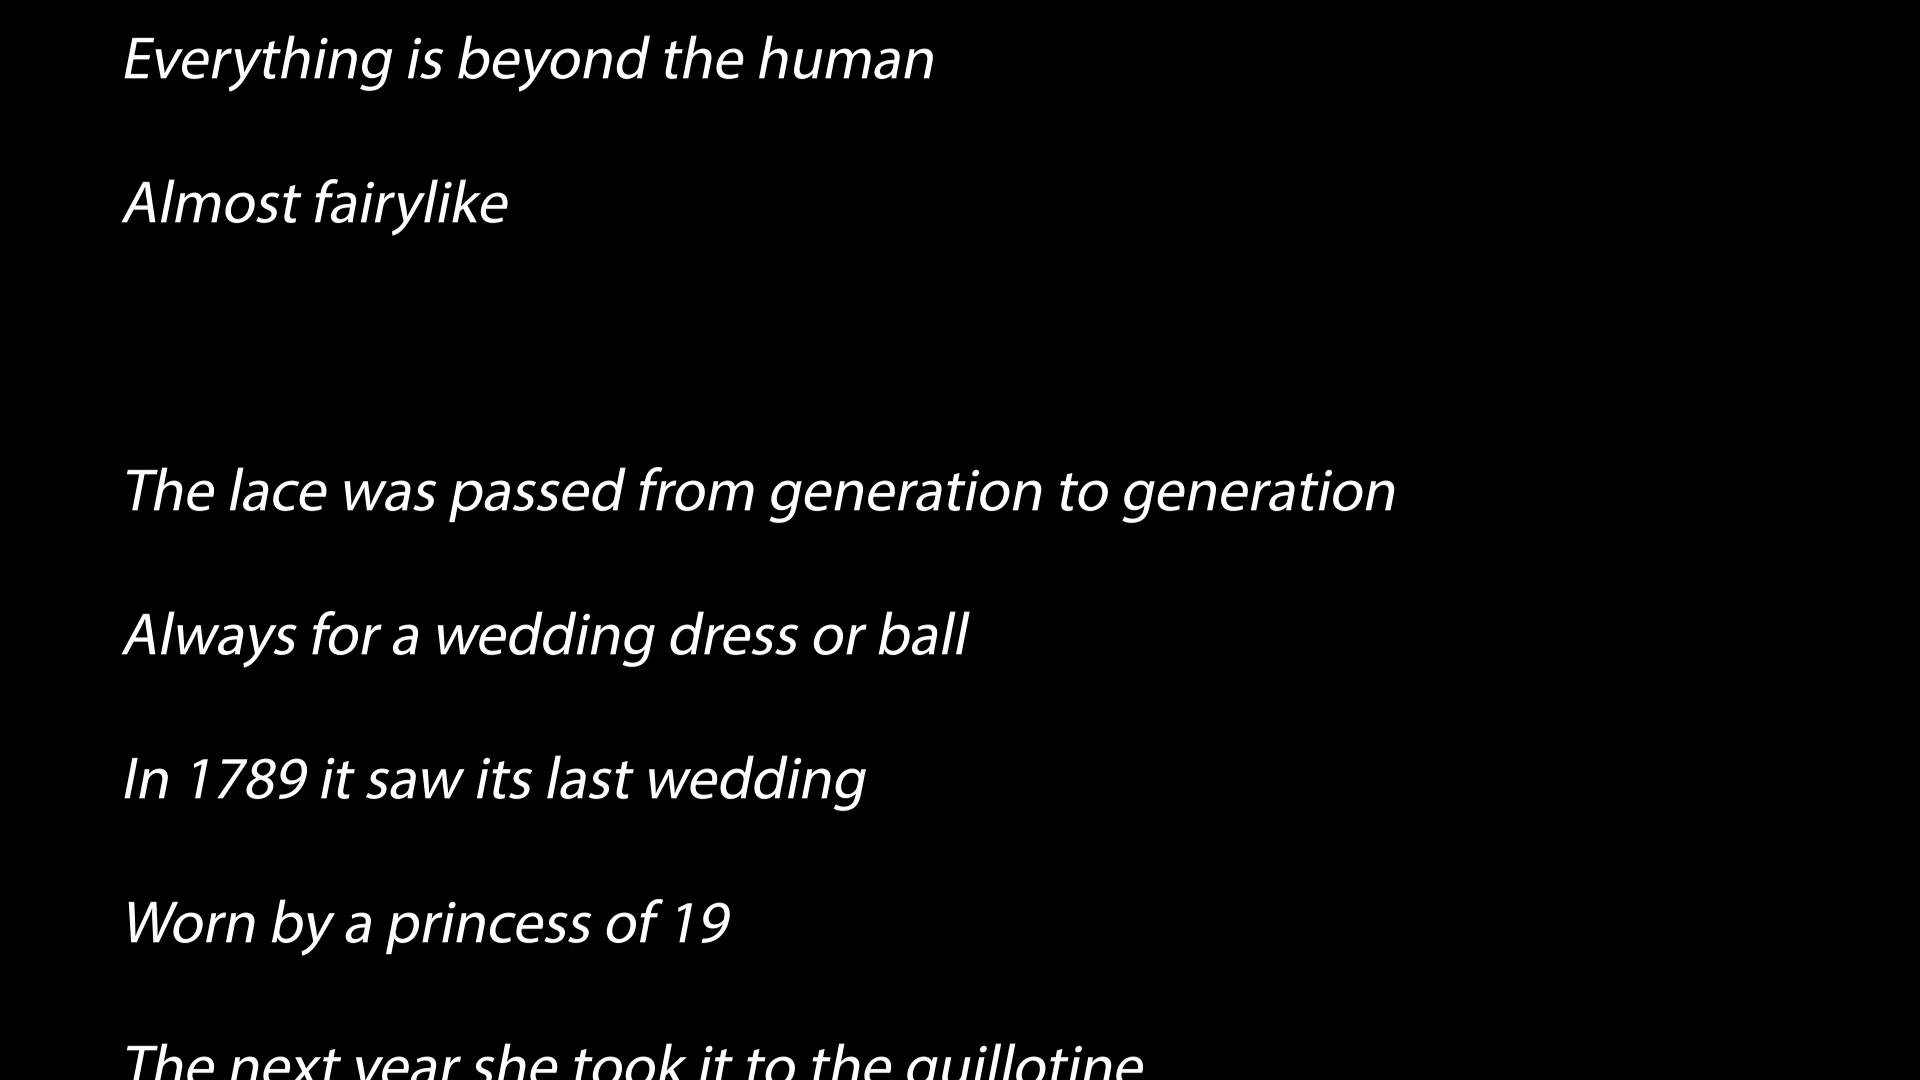 Everything is beyond the human
Almost fairylike
The lace was passed from generation to generation
Always for a wedding dress or ball
In 1789 it saw its last wedding
Worn by a princess of 19
The next year she took it to the guillotine